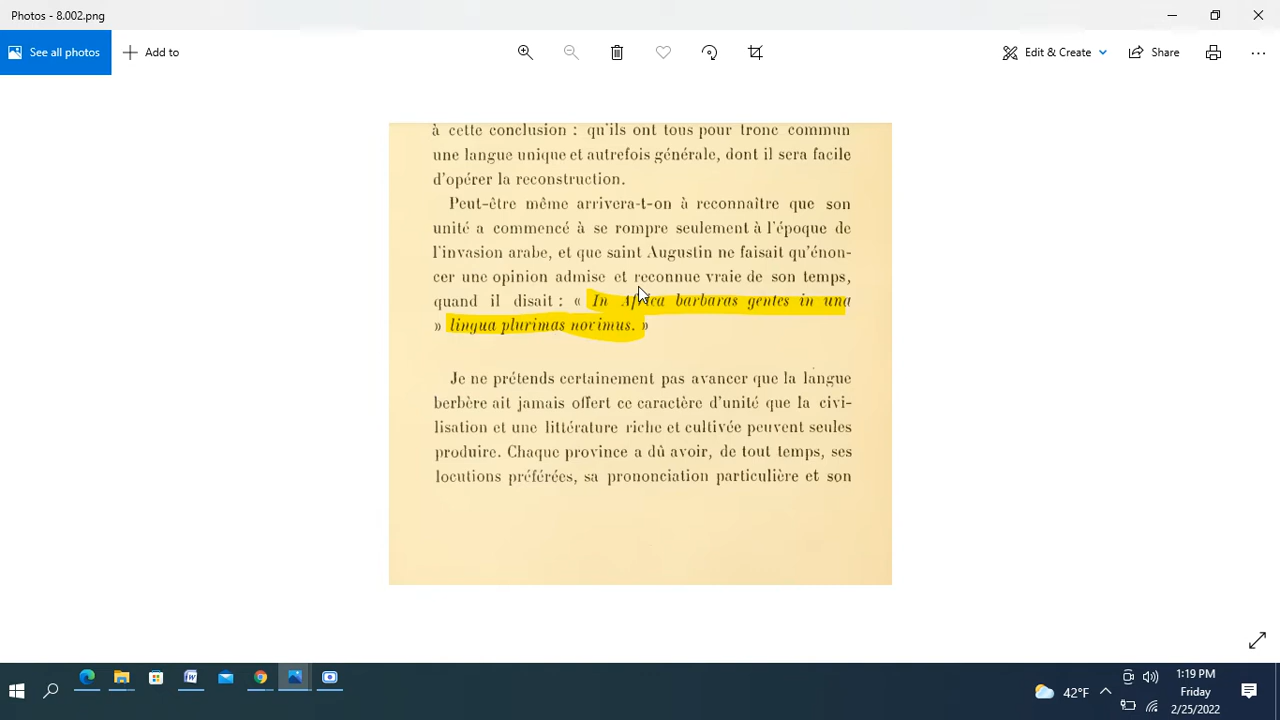 Photos - 8.002.png
See all photos
Add to
Edit & Create
Share
à cette conclusion : qu'ils ont tous pour tronc commun
une langue unique et autrefois générale, dont il sera facile
d'opérer la reconstruction.
Peut-être même arrivera-t-on à reconnaître que son
unité a commencé à se rompre seulement à l'époque de
l'invasion arabe, et que saint Augustin ne faisait qu'énon-
cer une opinion admise et reconnue vraie de son temps,
quand il disait : « In Africa barbaras gentes in una
» lingua plurimas novimus. »
Je ne prétends certainement pas avancer que la langue
berbère ait jamais offert ce caractère d'unité que la civi-
lisation et une littérature riche et cultivée peuvent seules
produire. Chaque province a dû avoir, de tout temps, ses
locutions préférées, sa prononciation particulière et son
42°F
1:19 PM
Friday
2/25/2022